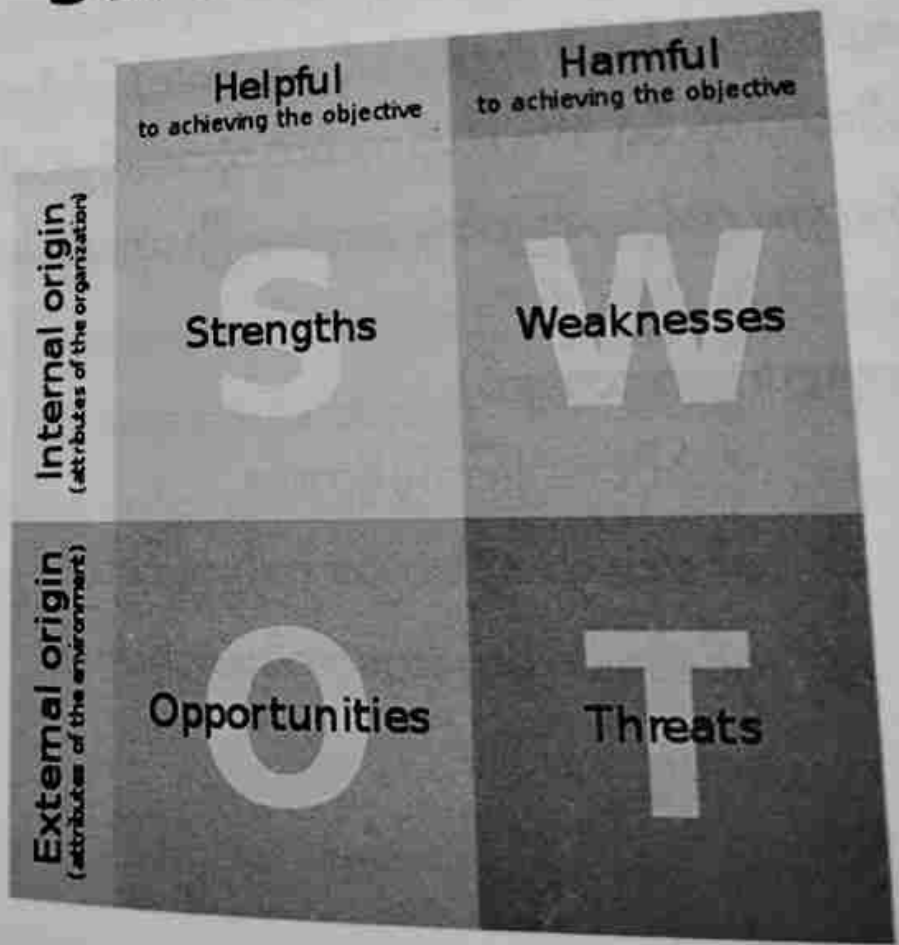 Helpful
to achieving the objective
Harmful
to achieving the objective
Internal origin
(attributes of the organization)
S
Strengths
W
Weaknesses
External origin
(attributes of the environment)
O
Opportunities
T
Threats